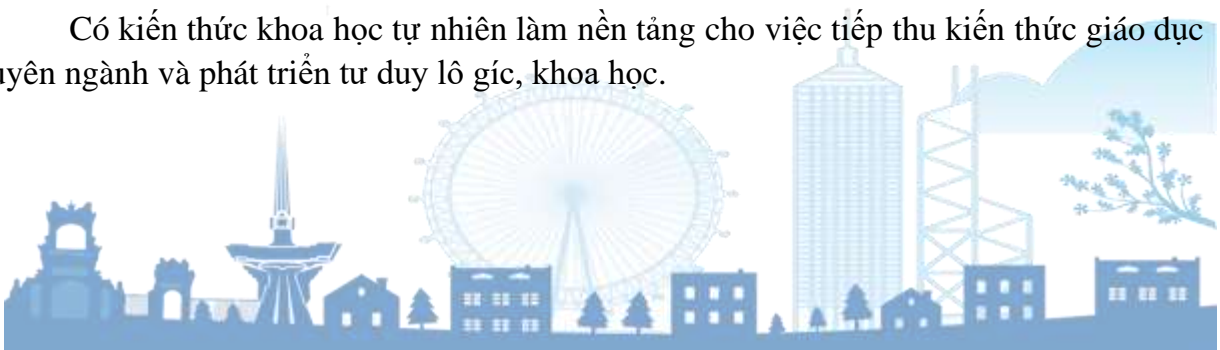 Có kiến thức khoa học tự nhiên làm nền tảng cho việc tiếp thu kiến thức giáo dục
ngành và phát triển tư duy lô gíc, khoa học.